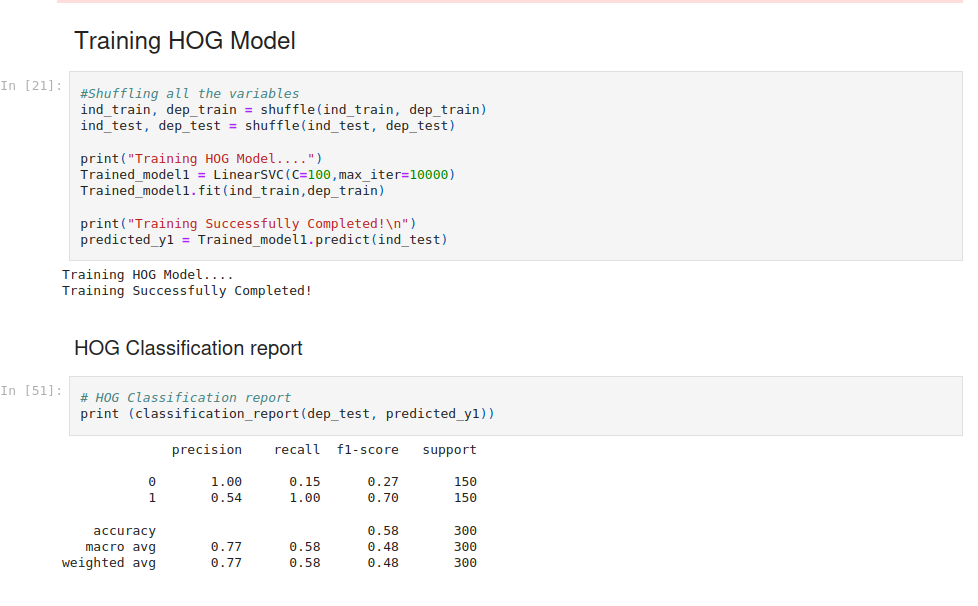 Training HOG Model
In [21]:
#Shuffling all the variables
ind_train, dep_train = shuffle(ind_train, dep_train)
ind_test, dep_test = shuffle(ind_test, dep_test)
print("Training HOG Model....")
Trained_model1 = LinearSVC(C=100,max_iter=10000)
Trained_model1.fit(ind_train,dep_train)
print("Training Successfully Completed!\n")
predicted_y1 = Trained_model1.predict(ind_test)
Training HOG Model....
Training Successfully Completed!
HOG Classification report
In [51]:
# HOG Classification report
print (classification_report(dep_test, predicted_y1))
precision recall f1-score support
0 1.00 0.15 0.27 150
1 0.54 1.00 0.70 150
accuracy 0.58 300
macro avg 0.77 0.58 0.48 300
weighted avg 0.77 0.58 0.48 300